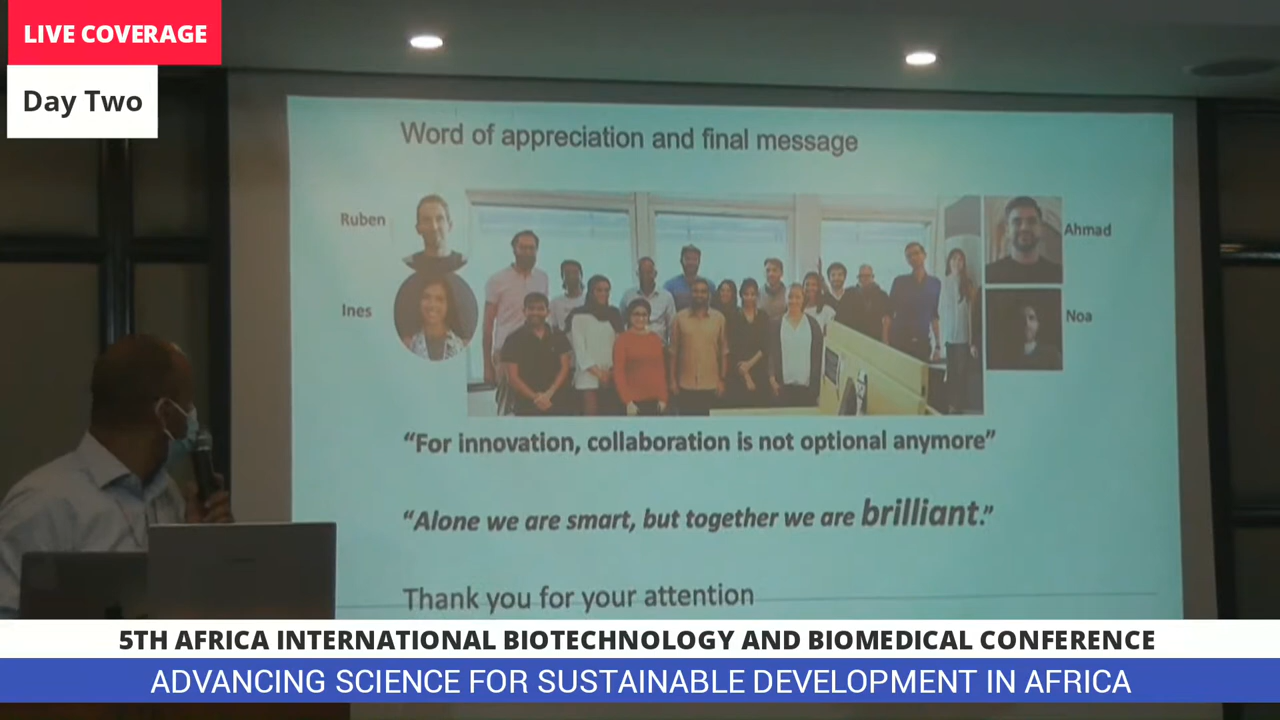 LIVE COVERAGE
Day Two
Word of appreciation and final message
Ruben
Ahmad
Ines
Noa
“For innovation, collaboration is not optional anymore”
“Alone we are smart, but together we are brilliant.”
Thank you for your attention
5TH AFRICA INTERNATIONAL BIOTECHNOLOGY AND BIOMEDICAL CONFERENCE
ADVANCING SCIENCE FOR SUSTAINABLE DEVELOPMENT IN AFRICA